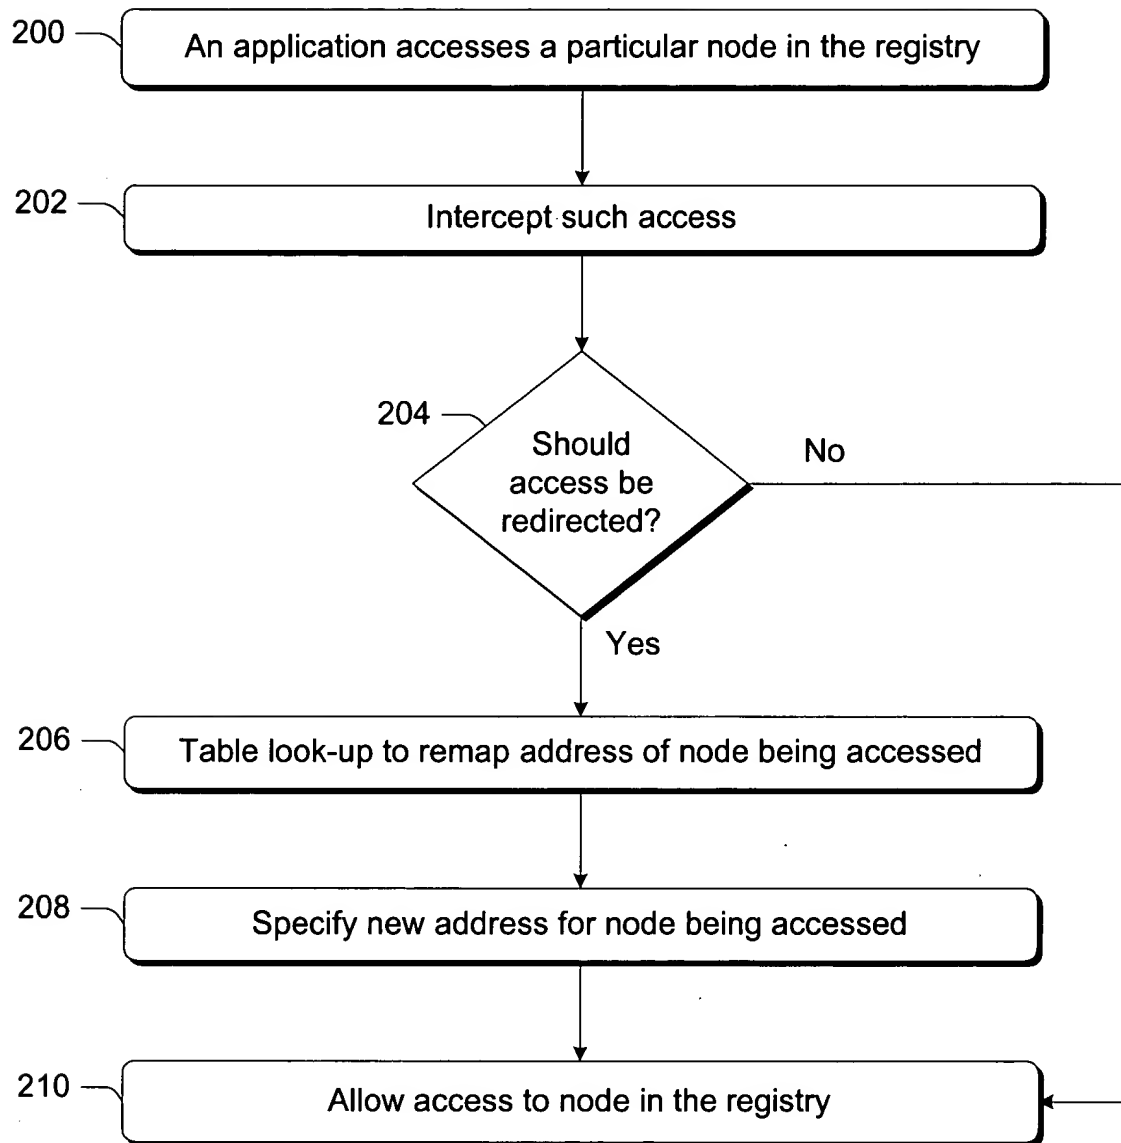 200
An application accesses a particular node in the registry
202
Intercept such access
204
Should
access be
redirected?
No
Yes
206
Table look-up to remap address of node being accessed
208
Specify new address for node being accessed
210
Allow access to node in the registry